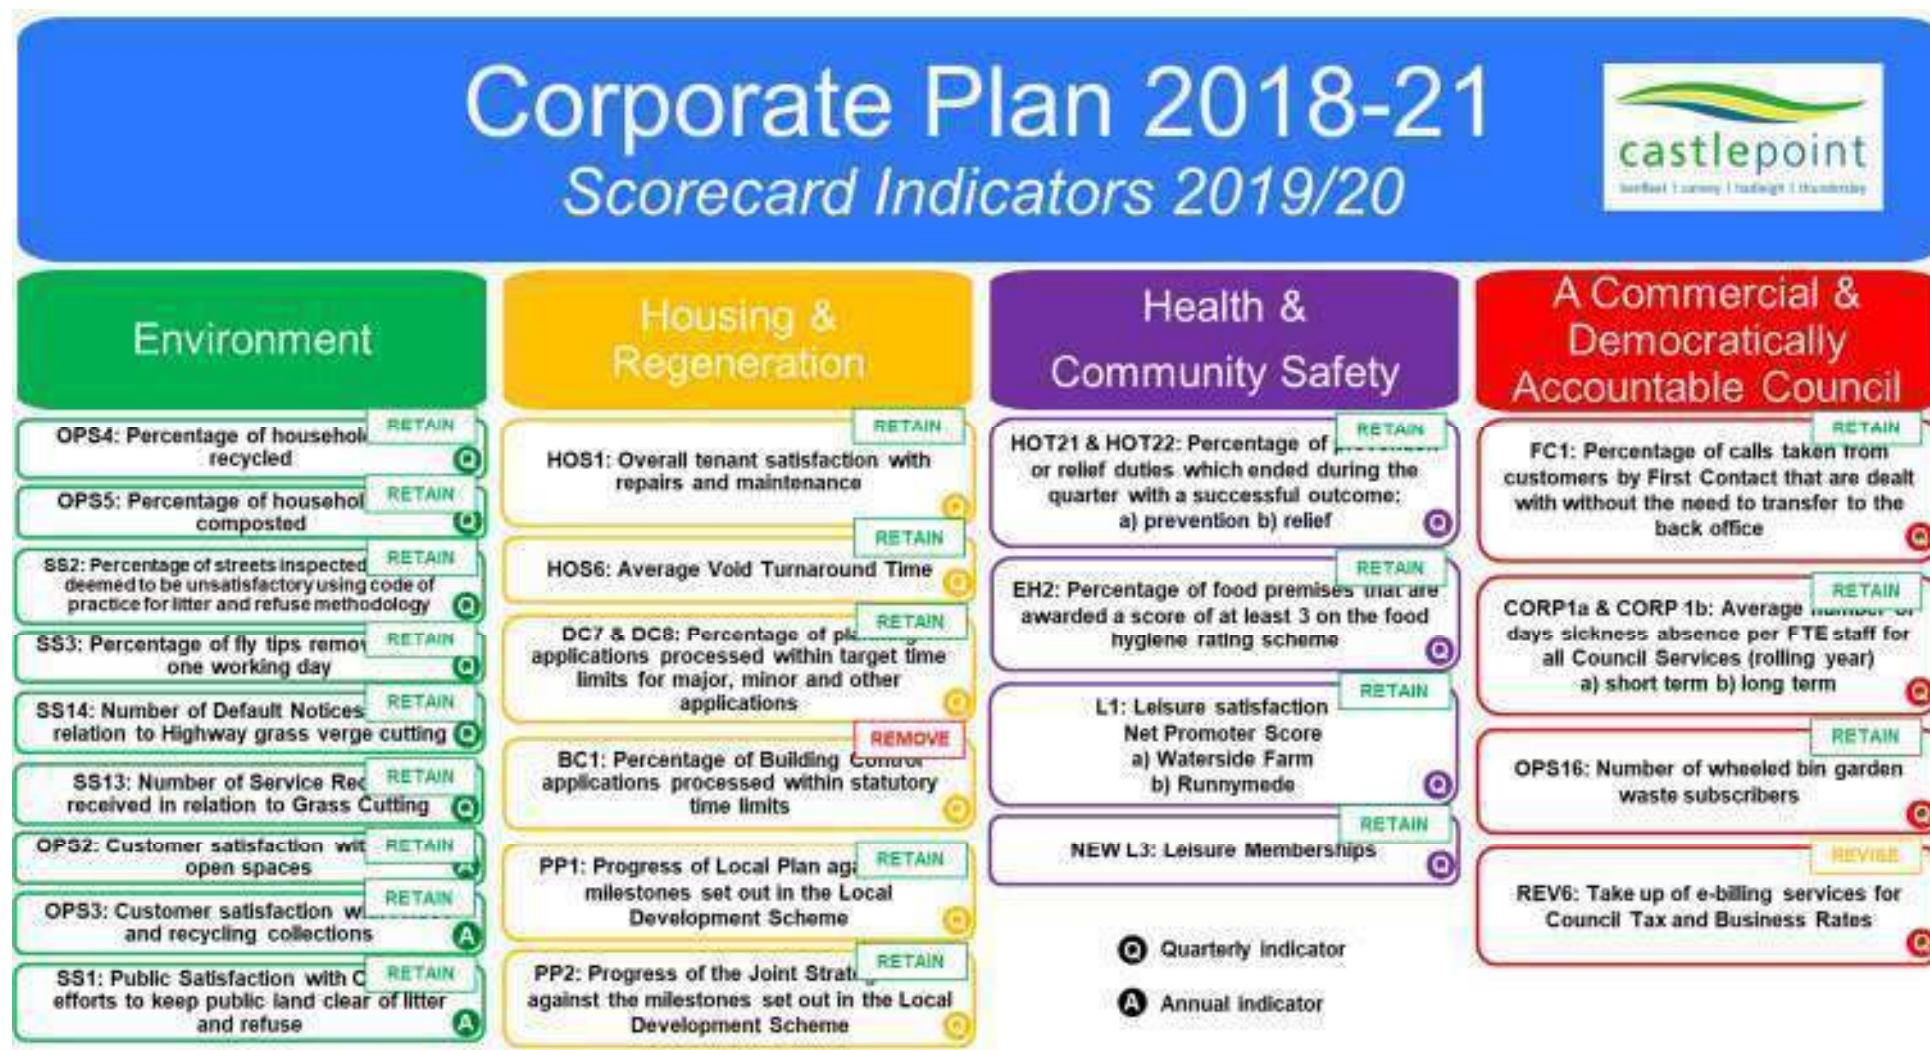 Corporate Plan 2018-21
Scorecard Indicators 2019/20
castlepoint
benfleet | canvey | hadleigh | thundersley
Environment
RETAIN
OPS4: Percentage of household
recycled
Q
RETAIN
OPS5: Percentage of househol
composted
Q
RETAIN
SS2: Percentage of streets inspected
deemed to be unsatisfactory using code of
practice for litter and refuse methodology
Q
RETAIN
SS3: Percentage of fly tips remov
one working day
Q
RETAIN
SS14: Number of Default Notices
relation to Highway grass verge cutting
Q
RETAIN
SS13: Number of Service Req
received in relation to Grass Cutting
Q
RETAIN
OPS2: Customer satisfaction wit
open spaces
A
RETAIN
OPS3: Customer satisfaction w
and recycling collections
A
RETAIN
SS1: Public Satisfaction with C
efforts to keep public land clear of litter
and refuse
A
Housing &
Regeneration
RETAIN
HOS1: Overall tenant satisfaction with
repairs and maintenance
Q
RETAIN
HOS6: Average Void Turnaround Time
Q
RETAIN
DC7 & DC8: Percentage of planning
applications processed within target time
limits for major, minor and other
applications
Q
REMOVE
BC1: Percentage of Building Control
applications processed within statutory
time limits
Q
RETAIN
PP1: Progress of Local Plan aga
milestones set out in the Local
Development Scheme
Q
RETAIN
PP2: Progress of the Joint Strate
against the milestones set out in the Local
Development Scheme
Q
Health &
Community Safety
RETAIN
HOT21 & HOT22: Percentage of prevention
or relief duties which ended during the
quarter with a successful outcome:
a) prevention b) relief
Q
RETAIN
EH2: Percentage of food premises that are
awarded a score of at least 3 on the food
hygiene rating scheme
Q
RETAIN
L1: Leisure satisfaction
Net Promoter Score
a) Waterside Farm
b) Runnymede
Q
RETAIN
NEW L3: Leisure Memberships
Q
Q Quarterly indicator
A Annual indicator
A Commercial &
Democratically
Accountable Council
RETAIN
FC1: Percentage of calls taken from
customers by First Contact that are dealt
with without the need to transfer to the
back office
Q
RETAIN
CORP1a & CORP 1b: Average number of
days sickness absence per FTE staff for
all Council Services (rolling year)
a) short term b) long term
Q
RETAIN
OPS16: Number of wheeled bin garden
waste subscribers
Q
REVISE
REV6: Take up of e-billing services for
Council Tax and Business Rates
Q